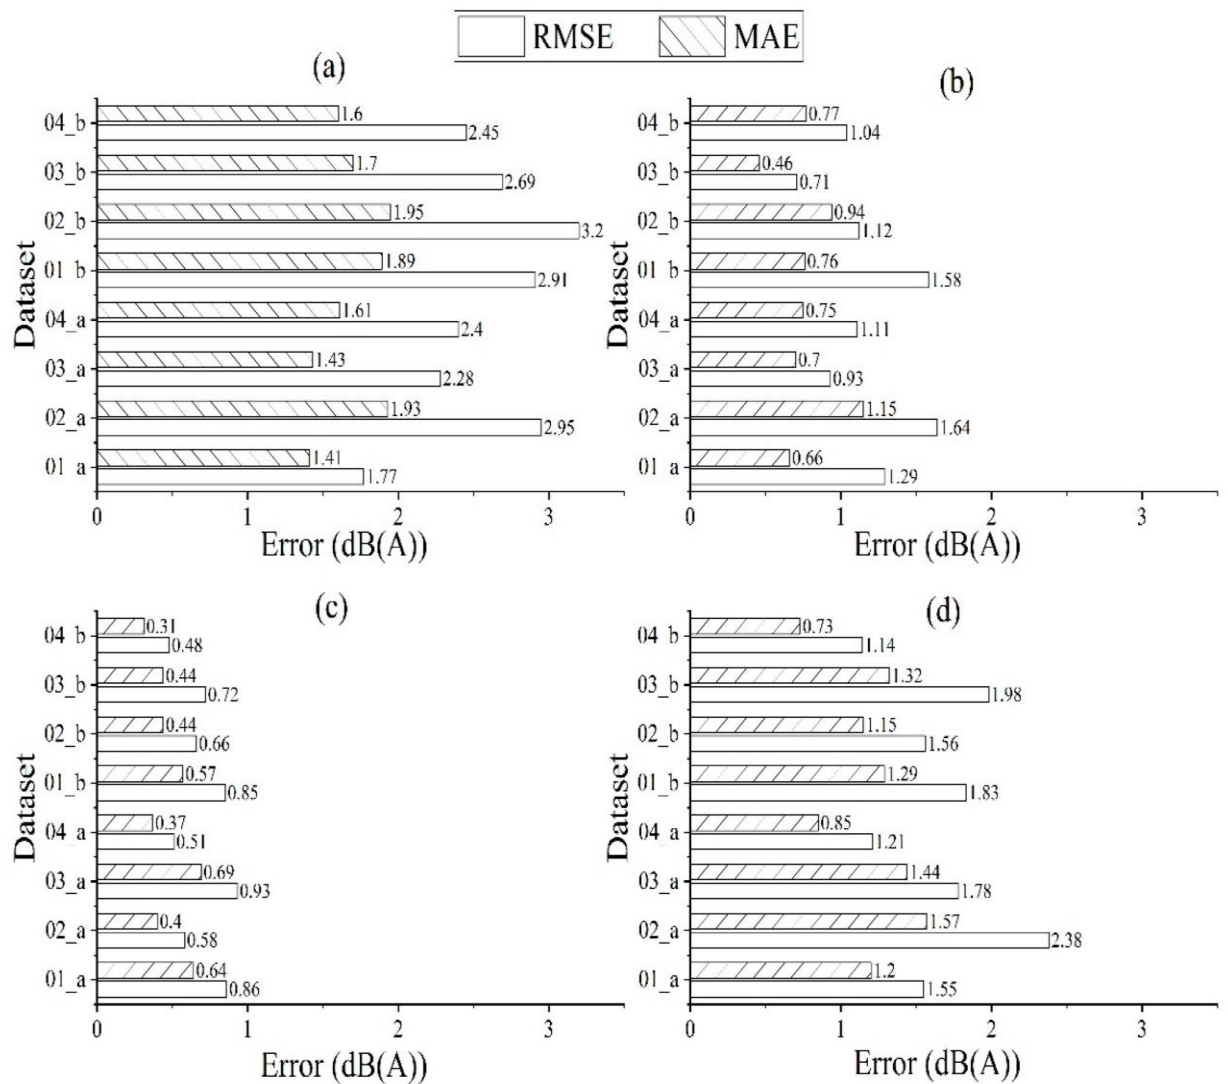 RMSE MAE
(a)
Dataset
04_b 1.6 2.45
03_b 1.7 2.69
02_b 1.95 3.2
01_b 1.89 2.91
04_a 1.61 2.4
03_a 1.43 2.28
02_a 1.93 2.95
01_a 1.41 1.77
0 1 2 3
Error (dB(A))
(b)
Dataset
04_b 0.77 1.04
03_b 0.46 0.71
02_b 0.94 1.12
01_b 0.76 1.58
04_a 0.75 1.11
03_a 0.7 0.93
02_a 1.15 1.64
01_a 0.66 1.29
0 1 2 3
Error (dB(A))
(c)
Dataset
04_b 0.31 0.48
03_b 0.44 0.72
02_b 0.44 0.66
01_b 0.57 0.85
04_a 0.37 0.51
03_a 0.69 0.93
02_a 0.4 0.58
01_a 0.64 0.86
0 1 2 3
Error (dB(A))
(d)
Dataset
04_b 0.73 1.14
03_b 1.32 1.98
02_b 1.15 1.56
01_b 1.29 1.83
04_a 0.85 1.21
03_a 1.44 1.78
02_a 1.57 2.38
01_a 1.2 1.55
0 1 2 3
Error (dB(A))